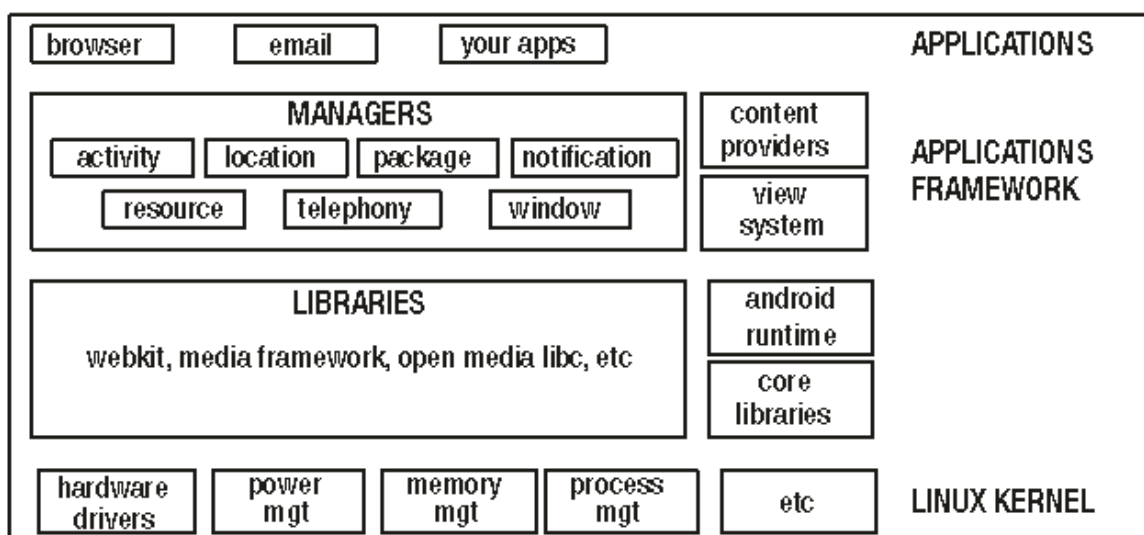 browser email your apps APPLICATIONS
MANAGERS
activity location package notification
resource telephony window
content
providers
view
system
APPLICATIONS
FRAMEWORK
LIBRARIES
webkit, media framework, open media libc, etc
android
runtime
core
libraries
hardware
drivers
power
mgt
memory
mgt
process
mgt
etc
LINUX KERNEL